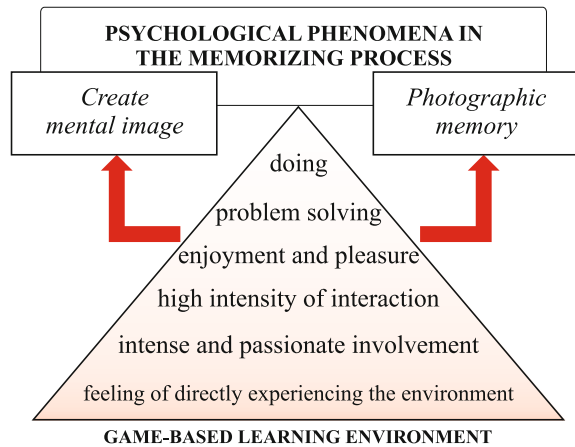 PSYCHOLOGICAL PHENOMENA IN
THE MEMORIZING PROCESS
Create
mental image
Photographic
memory
doing
problem solving
enjoyment and pleasure
high intensity of interaction
intense and passionate involvement
feeling of directly experiencing the environment
GAME-BASED LEARNING ENVIRONMENT